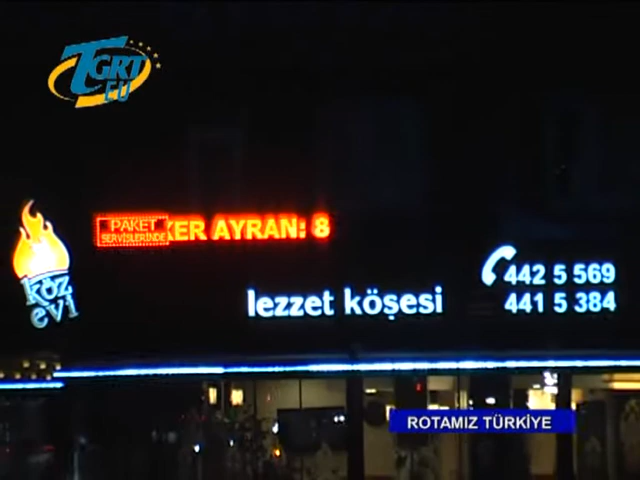 TGRT
EU
PAKET
SERVİSLERİNDE
KER AYRAN: 8
köz
evi
lezzet köşesi
442 5 569
441 5 384
ROTAMIZ TÜRKİYE